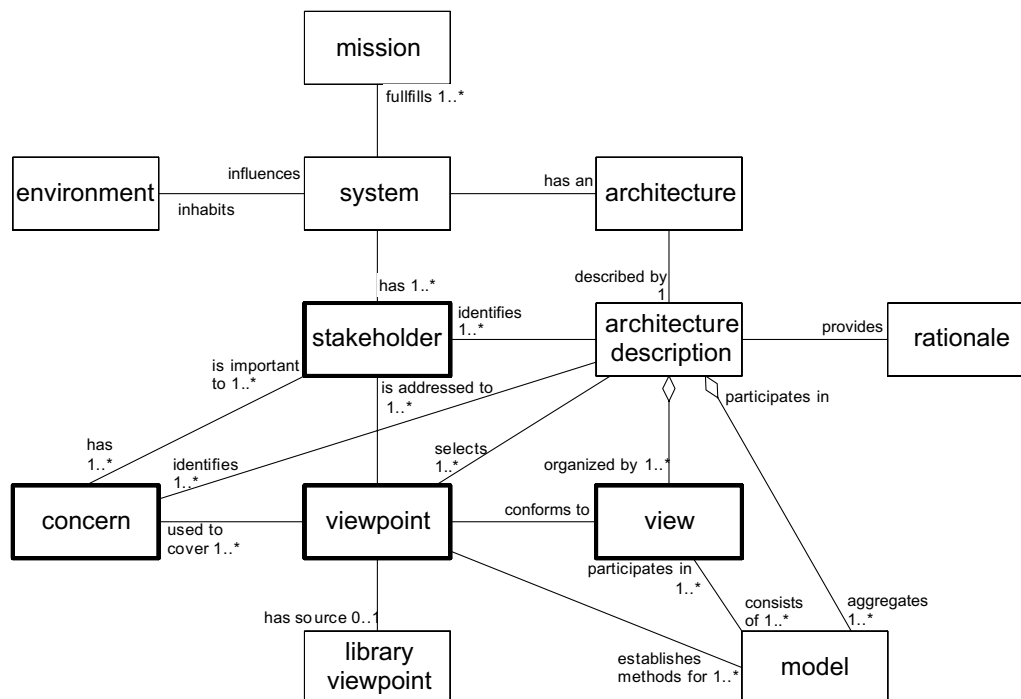 mission
fullfills 1..*
environment
influences
inhabits
system
has an
architecture
has 1..*
described by
1
stakeholder
identifies
1..*
architecture
description
provides
rationale
is important
to 1..*
is addressed to
1..*
participates in
has
1..*
identifies
1..*
selects
1..*
organized by 1..*
concern
used to
cover 1..*
viewpoint
conforms to
view
participates in
1..*
consists
of 1..*
aggregates
1..*
has source 0..1
library
viewpoint
establishes
methods for 1..*
model